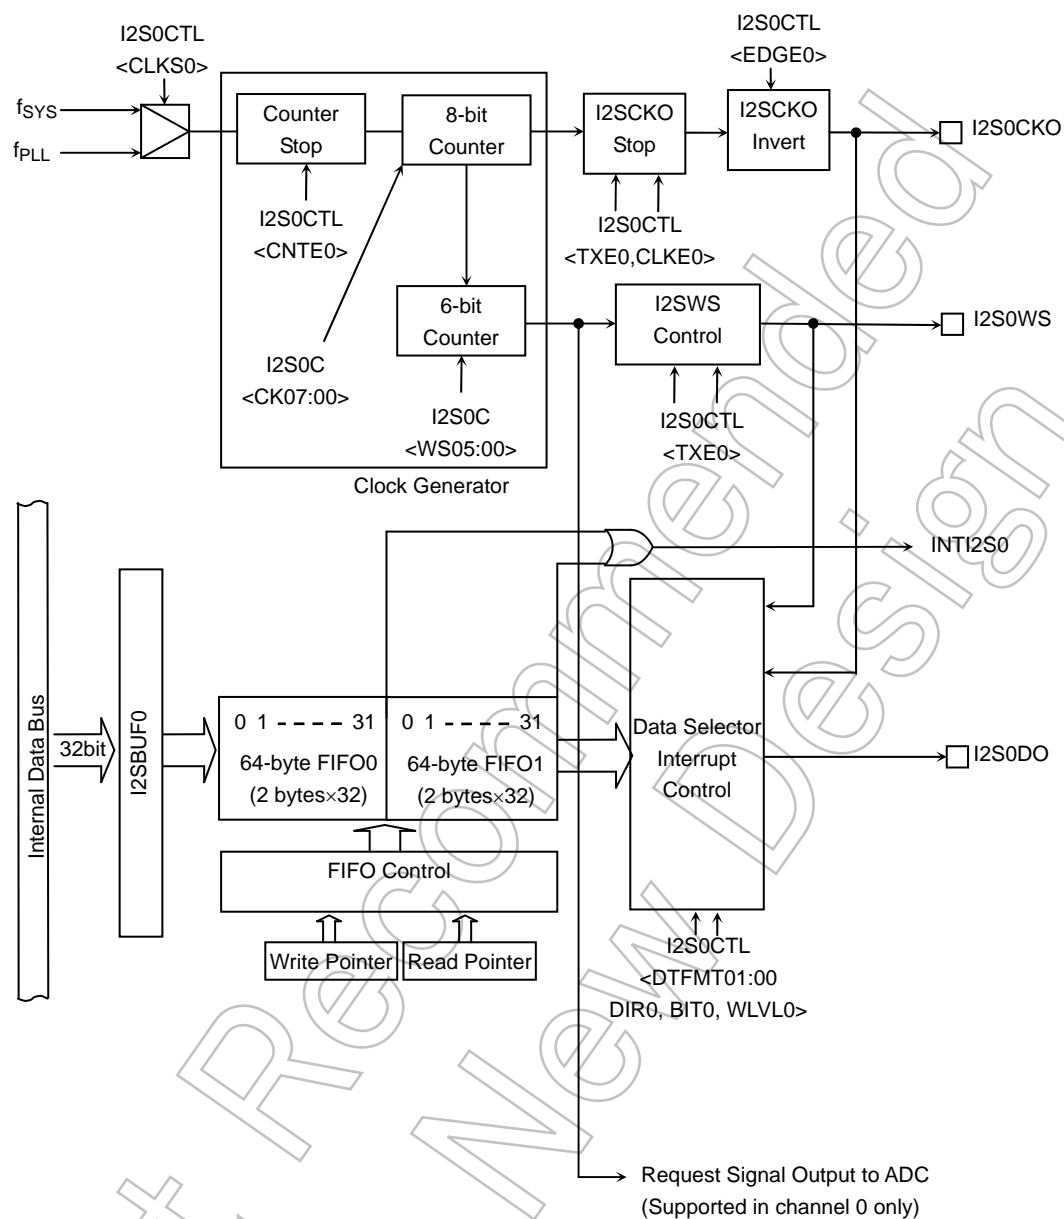 I2S0CTL
<CLKS0>
fSYS
fPLL
Counter
Stop
8-bit
Counter
I2S0CTL
<CNTE0>
6-bit
Counter
I2S0C
<CK07:00>
I2S0C
<WS05:00>
Clock Generator
I2SCKO
Stop
I2S0CTL
<TXE0,CLKE0>
I2S0CTL
<EDGE0>
I2SCKO
Invert
I2S0CKO
I2SWS
Control
I2S0CTL
<TXE0>
I2S0WS
INTI2S0
Internal Data Bus
32bit
I2SBUF0
0 1 ----- 31
64-byte FIFO0
(2 bytes×32)
0 1 ----- 31
64-byte FIFO1
(2 bytes×32)
FIFO Control
Write Pointer
Read Pointer
Data Selector
Interrupt
Control
I2S0DO
I2S0CTL
<DTFMT01:00
DIR0, BIT0, WLVL0>
Request Signal Output to ADC
(Supported in channel 0 only)
Recommended
New Design